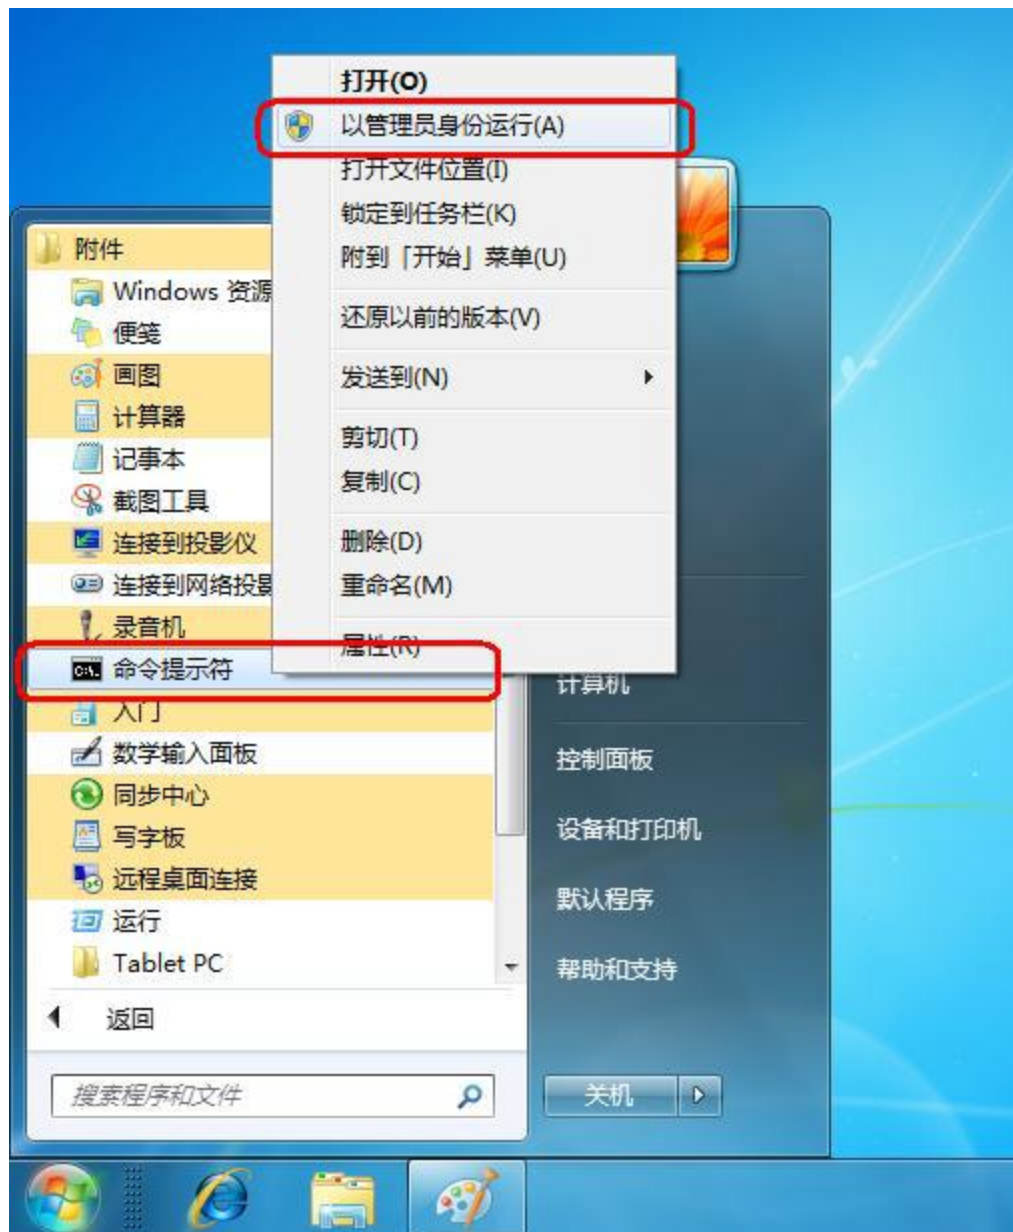 打开(O)
以管理员身份运行(A)
打开文件位置(I)
锁定到任务栏(K)
附到「开始」菜单(U)
还原以前的版本(V)
发送到(N)
剪切(T)
复制(C)
删除(D)
重命名(M)
属性(R)
附件
Windows 资源
便笺
画图
计算器
记事本
截图工具
连接到投影仪
连接到网络投影
录音机
命令提示符
入门
数学输入面板
同步中心
写字板
远程桌面连接
运行
Tablet PC
返回
搜索程序和文件
计算机
控制面板
设备和打印机
默认程序
帮助和支持
关机